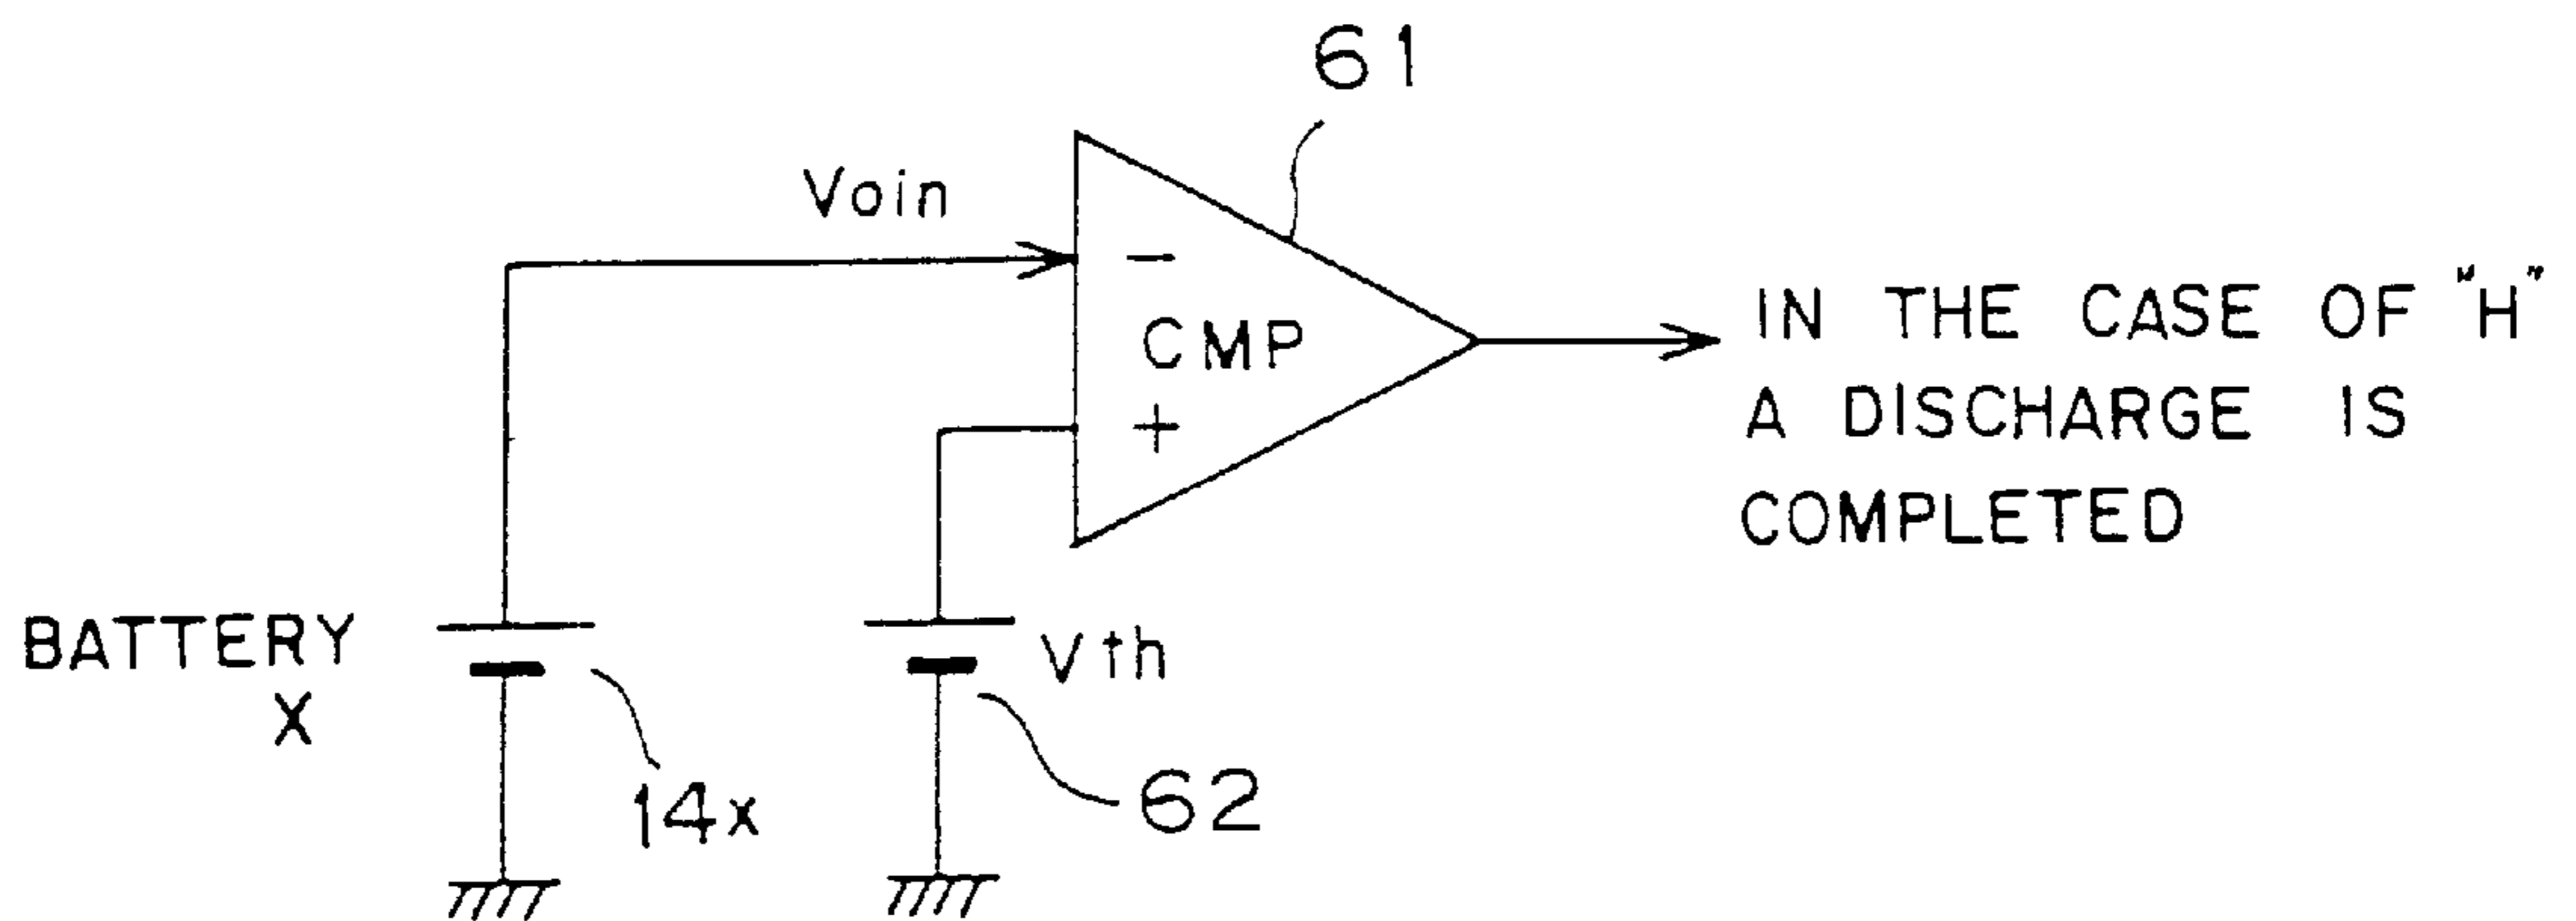 61
Voin
-
CMP
+
IN THE CASE OF "H"
A DISCHARGE IS
COMPLETED
BATTERY
X
Vth
14x
62